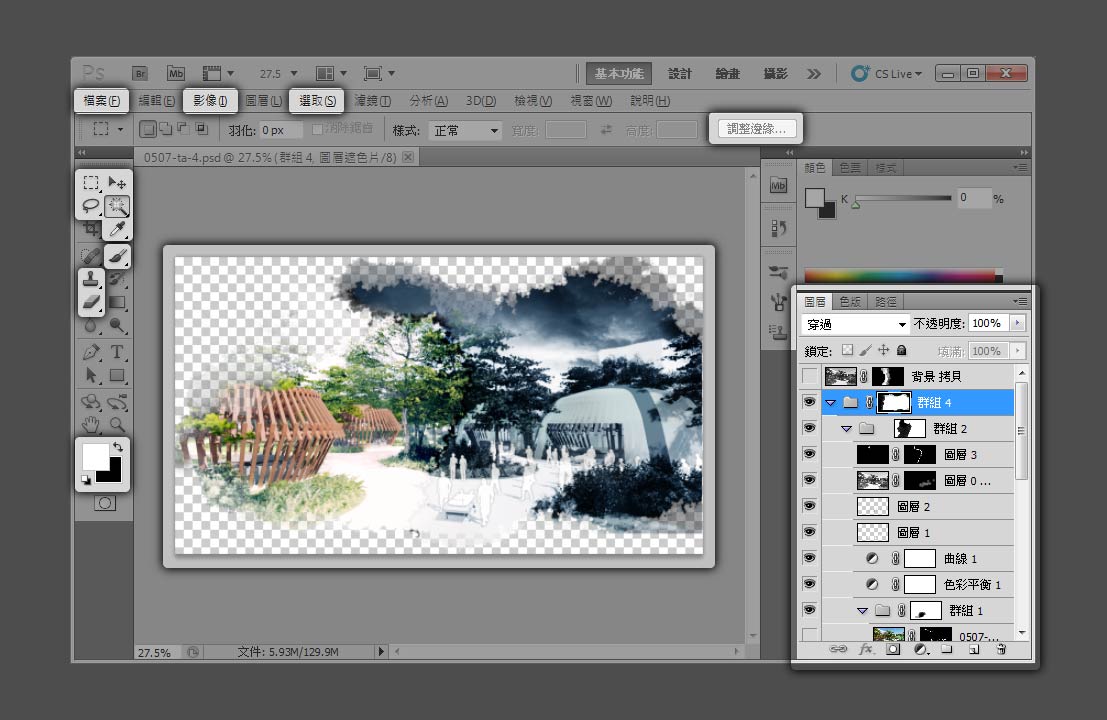 Ps Br Mb 27.5 基本功能 設計 繪畫 攝影 CS Live
檔案(F) 編輯(E) 影像(I) 圖層(L) 選取(S) 濾鏡(T) 分析(A) 3D(D) 檢視(V) 視窗(W) 說明(H)
羽化: 0 px 消除鋸齒 樣式: 正常 寬度: 高度: 調整邊緣...
0507-ta-4.psd @ 27.5% (群組 4, 圖層遮色片/8)
顏色 色票 樣式
Mb
K 0 %
圖層 色版 路徑
穿過 不透明度: 100%
鎖定: 填滿: 100%
背景 拷貝
群組 4
群組 2
圖層 3
圖層 0 ...
圖層 2
圖層 1
曲線 1
色彩平衡 1
群組 1
0507-...
fx.
T
27.5% 文件: 5.93M/129.9M